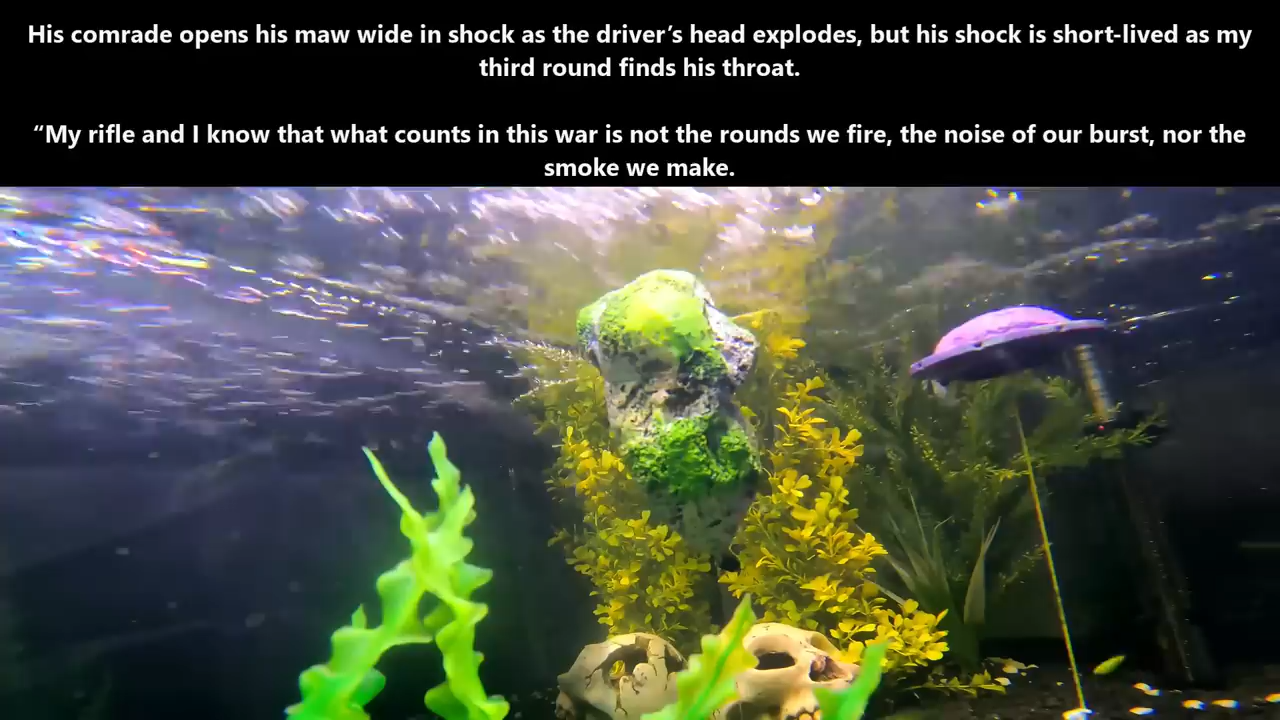 His comrade opens his maw wide in shock as the driver’s head explodes, but his shock is short-lived as my
third round finds his throat.
“My rifle and I know that what counts in this war is not the rounds we fire, the noise of our burst, nor the
smoke we make.